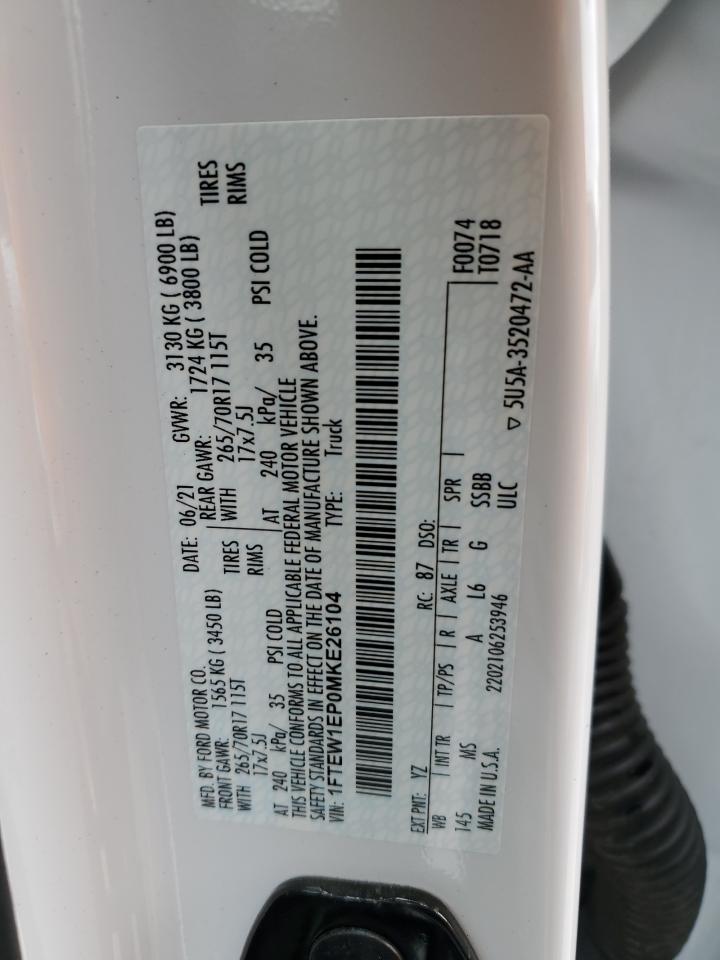 MFD. BY FORD MOTOR CO.
DATE: 06/21 GVWR: 3130 KG ( 6900 LB)
FRONT GAWR: 1565 KG ( 3450 LB) REAR GAWR: 1724 KG ( 3800 LB)
WITH 265/70R17 115T TIRES WITH 265/70R17 115T TIRES
17x7.5J RIMS 17x7.5J RIMS
AT 240 kPa/ 35 PSI COLD AT 240 kPa/ 35 PSI COLD
THIS VEHICLE CONFORMS TO ALL APPLICABLE FEDERAL MOTOR VEHICLE
SAFETY STANDARDS IN EFFECT ON THE DATE OF MANUFACTURE SHOWN ABOVE.
VIN: 1FTEW1EP0MKE26104 TYPE: Truck
EXT PNT: YZ RC: 87 DSO:
WB INT TR TP/PS R AXLE TR SPR F0074
145 MS A L6 G SSBB T0718
MADE IN U.S.A. 2202106253946 ULC
▽ 5U5A-3520472-AA